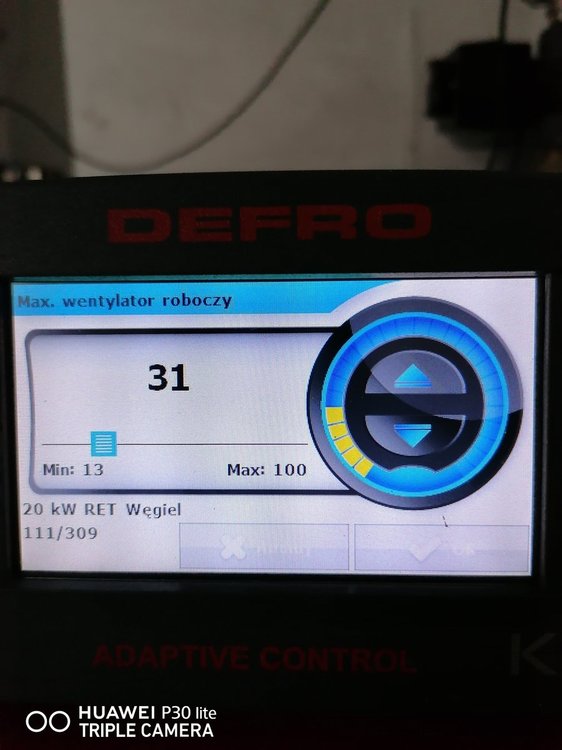 DEFRO
Max. wentylator roboczy
31
Min: 13
Max: 100
20 kW RET Węgiel
111/309
OK
ADAPTIVE CONTROL
K
HUAWEI P30 lite
TRIPLE CAMERA